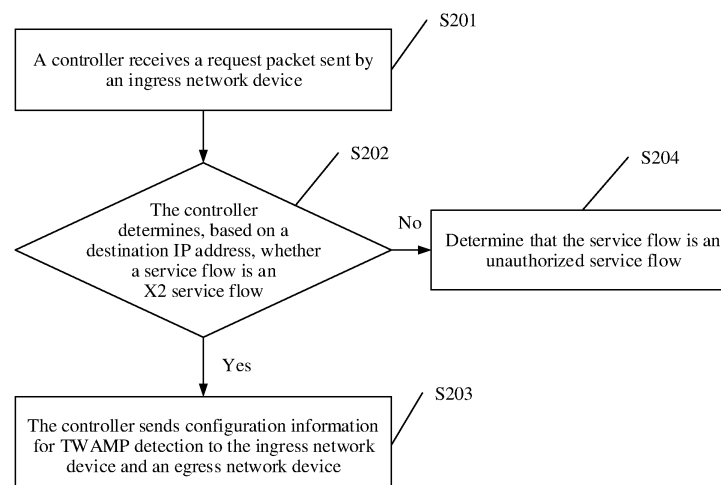 S201
A controller receives a request packet sent by
an ingress network device
S202
The controller
determines, based on a
destination IP address, whether
a service flow is an
X2 service flow
No
S204
Determine that the service flow is an
unauthorized service flow
Yes
S203
The controller sends configuration information
for TWAMP detection to the ingress network
device and an egress network device